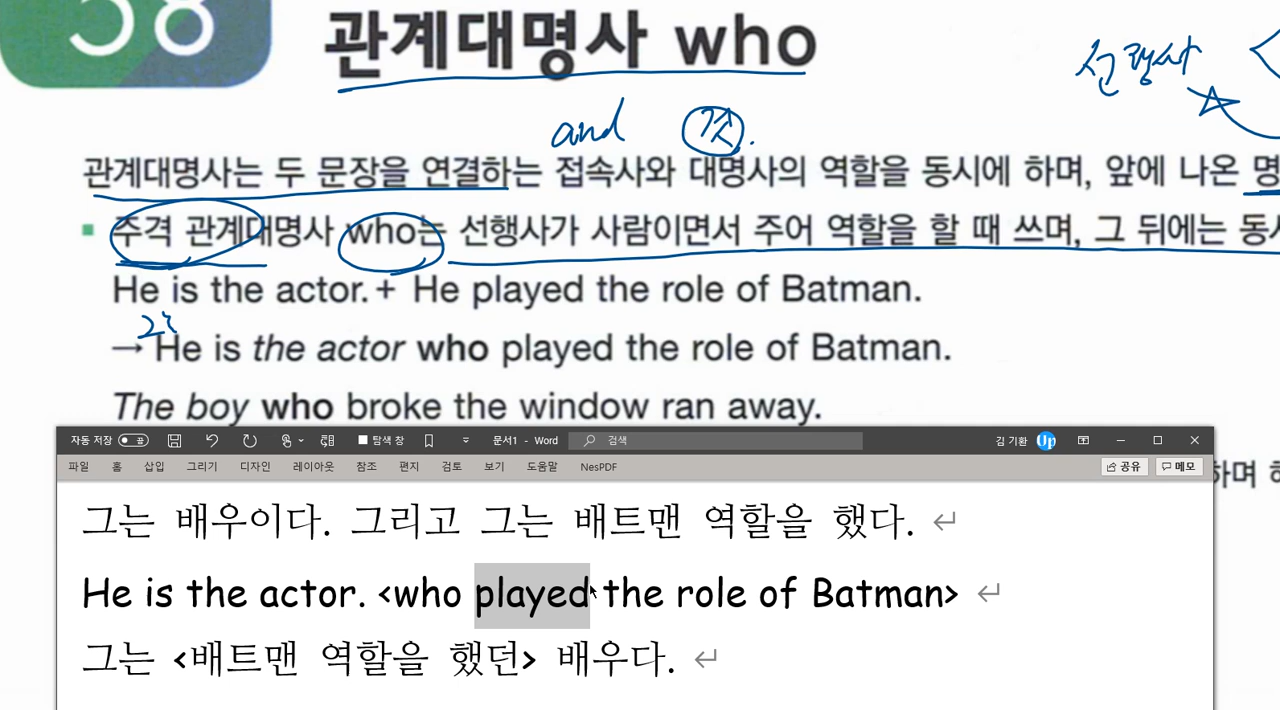 58
관계대명사 who
선행사
and 것.
관계대명사는 두 문장을 연결하는 접속사와 대명사의 역할을 동시에 하며, 앞에 나온 명
주격 관계대명사 who는 선행사가 사람이면서 주어 역할을 할 때 쓰며, 그 뒤에는 동
He is the actor. + He played the role of Batman.
→ He is the actor who played the role of Batman.
The boy who broke the window ran away.
자동 저장 끔 탐색 창 문서1 - Word 검색 김 기환 Up
파일 홈 삽입 그리기 디자인 레이아웃 참조 편지 검토 보기 도움말 NesPDF 공유 메모
하며
그는 배우이다. 그리고 그는 배트맨 역할을 했다.
He is the actor. <who played the role of Batman>
그는 <배트맨 역할을 했던> 배우다.